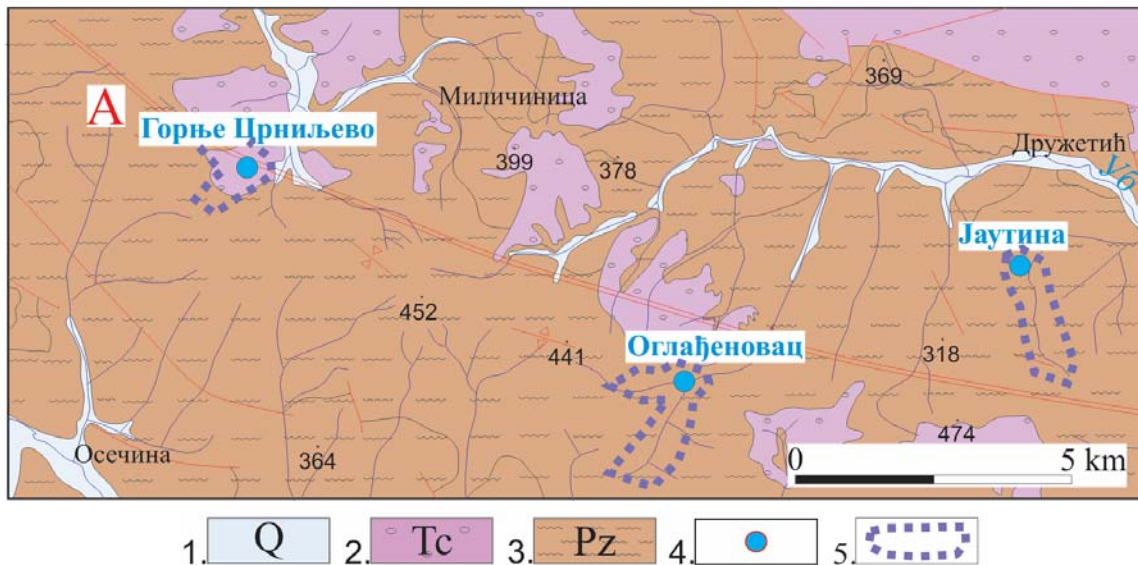 369
Миличиница
A
Горње Црниљево
Дружетић
399
378
Уб
Јаутина
452
Оглађеновац
441
318
474
Осечина
364
0
5 km
1. Q 2. Tc 3. Pz 4. 5.